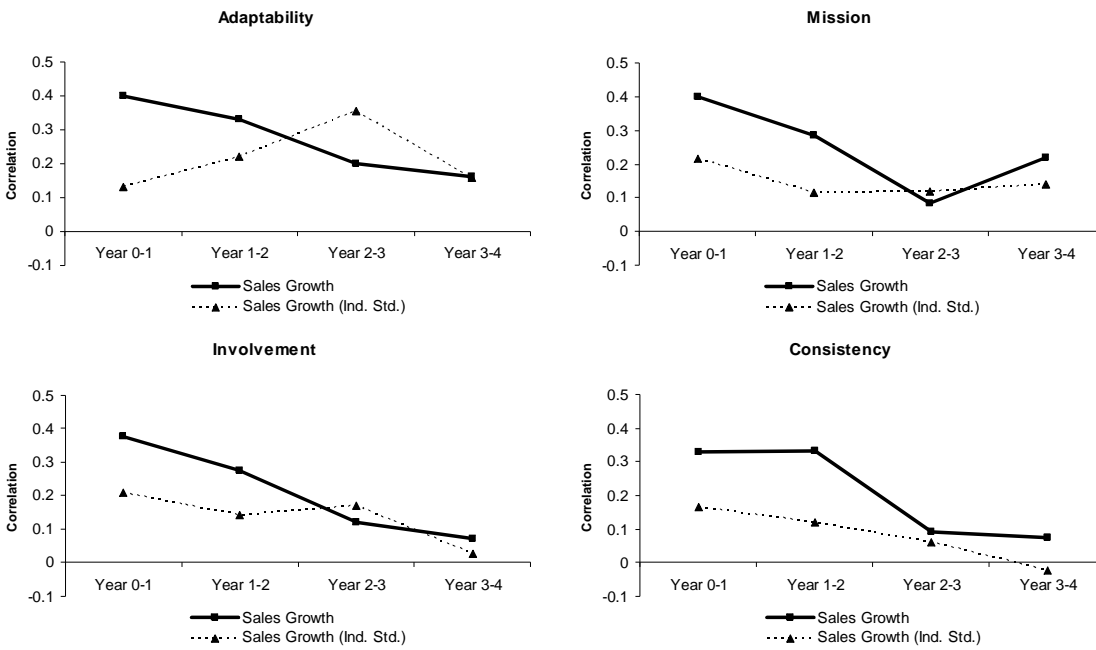 Adaptability
0.5
0.4
0.3
0.2
0.1
0
-0.1
Correlation
Year 0-1 Year 1-2 Year 2-3 Year 3-4
Sales Growth
Sales Growth (Ind. Std.)
Mission
0.5
0.4
0.3
0.2
0.1
0
-0.1
Correlation
Year 0-1 Year 1-2 Year 2-3 Year 3-4
Sales Growth
Sales Growth (Ind. Std.)
Involvement
0.5
0.4
0.3
0.2
0.1
0
-0.1
Correlation
Year 0-1 Year 1-2 Year 2-3 Year 3-4
Sales Growth
Sales Growth (Ind. Std.)
Consistency
0.5
0.4
0.3
0.2
0.1
0
-0.1
Correlation
Year 0-1 Year 1-2 Year 2-3 Year 3-4
Sales Growth
Sales Growth (Ind. Std.)